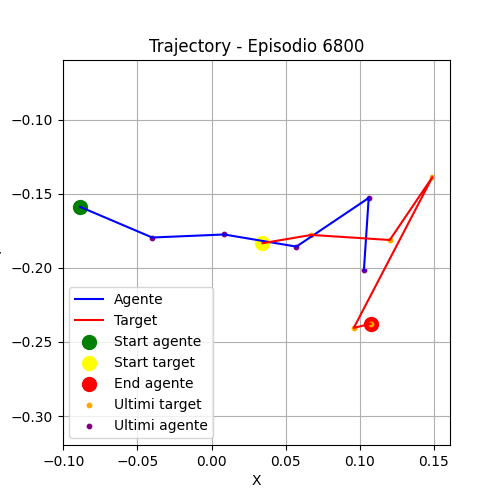 Trajectory - Episodio 6800
−0.10
−0.15
−0.20
−0.25
−0.30
Agente
Target
Start agente
Start target
End agente
Ultimi target
Ultimi agente
−0.10
−0.05
0.00
0.05
0.10
0.15
X